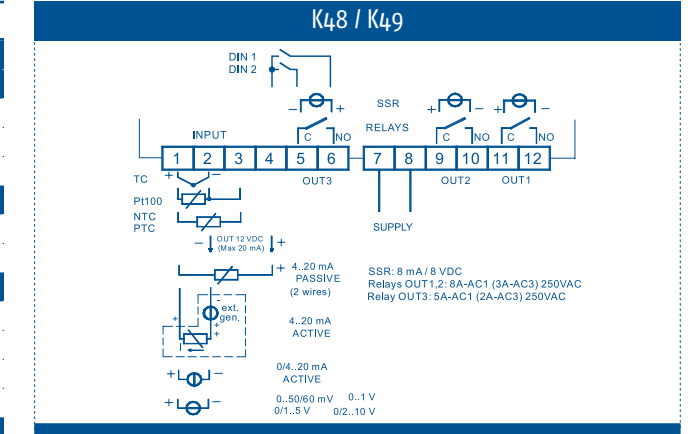 K48 / K49
DIN 1
DIN 2
− +
SSR
+ −
+ −
INPUT
C NO
RELAYS
C NO
C NO
1 2 3 4 5 6 7 8 9 10 11 12
TC + −
OUT3
OUT2
OUT1
Pt100
NTC
PTC
SUPPLY
− OUT 12 VDC +
(Max 20 mA)
+ 4..20 mA
PASSIVE
(2 wires)
SSR: 8 mA / 8 VDC
Relays OUT1,2: 8A-AC1 (3A-AC3) 250VAC
Relay OUT3: 5A-AC1 (2A-AC3) 250VAC
-
ext.
gen.
+ +
+
4..20 mA
ACTIVE
0/4..20 mA
+ −
ACTIVE
+ −
0..50/60 mV 0..1 V
0/1..5 V 0/2..10 V